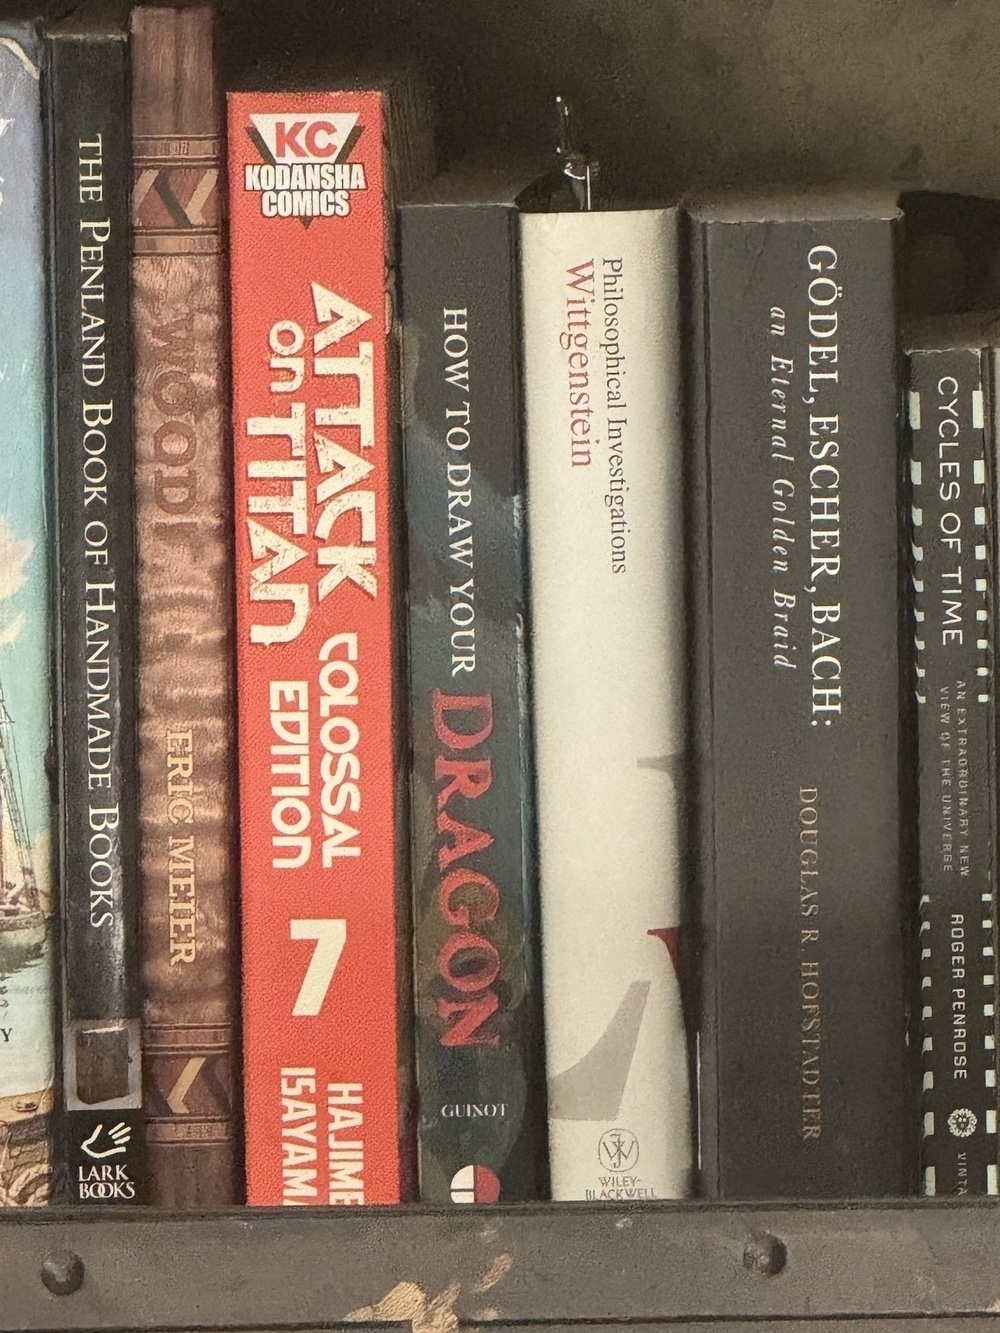 Y
THE PENLAND BOOK OF HANDMADE BOOKS
LARK
BOOKS
WOOD
ERIC MEIER
KC
KODANSHA
COMICS
ATTACK
on TITAN
COLOSSAL
EDITION
7
HAJIME
ISAYAMA
HOW TO DRAW YOUR DRAGON
GUINOT
Philosophical Investigations
Wittgenstein
WILEY-
BLACKWELL
GÖDEL, ESCHER, BACH:
an Eternal Golden Braid
DOUGLAS R. HOFSTADTER
CYCLES OF TIME
AN EXTRAORDINARY NEW
VIEW OF THE UNIVERSE
ROGER PENROSE
VINTA